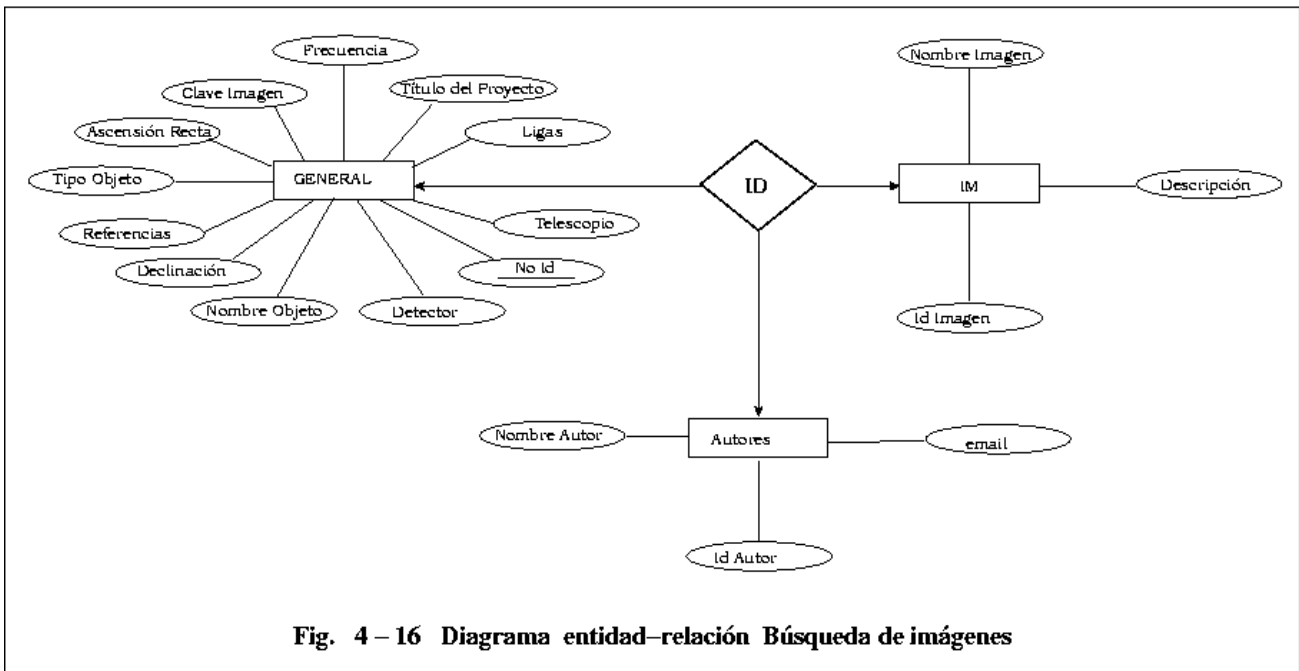 Frecuencia
Nombre Imagen
Clave Imagen
Título del Proyecto
Ascensión Recta
Ligas
Tipo Objeto
GENERAL
ID
IM
Descripción
Referencias
Telescopio
Declinación
No Id
Nombre Objeto
Detector
Id Imagen
Nombre Autor
Autores
email
Id Autor
Fig. 4 – 16 Diagrama entidad–relación Búsqueda de imágenes